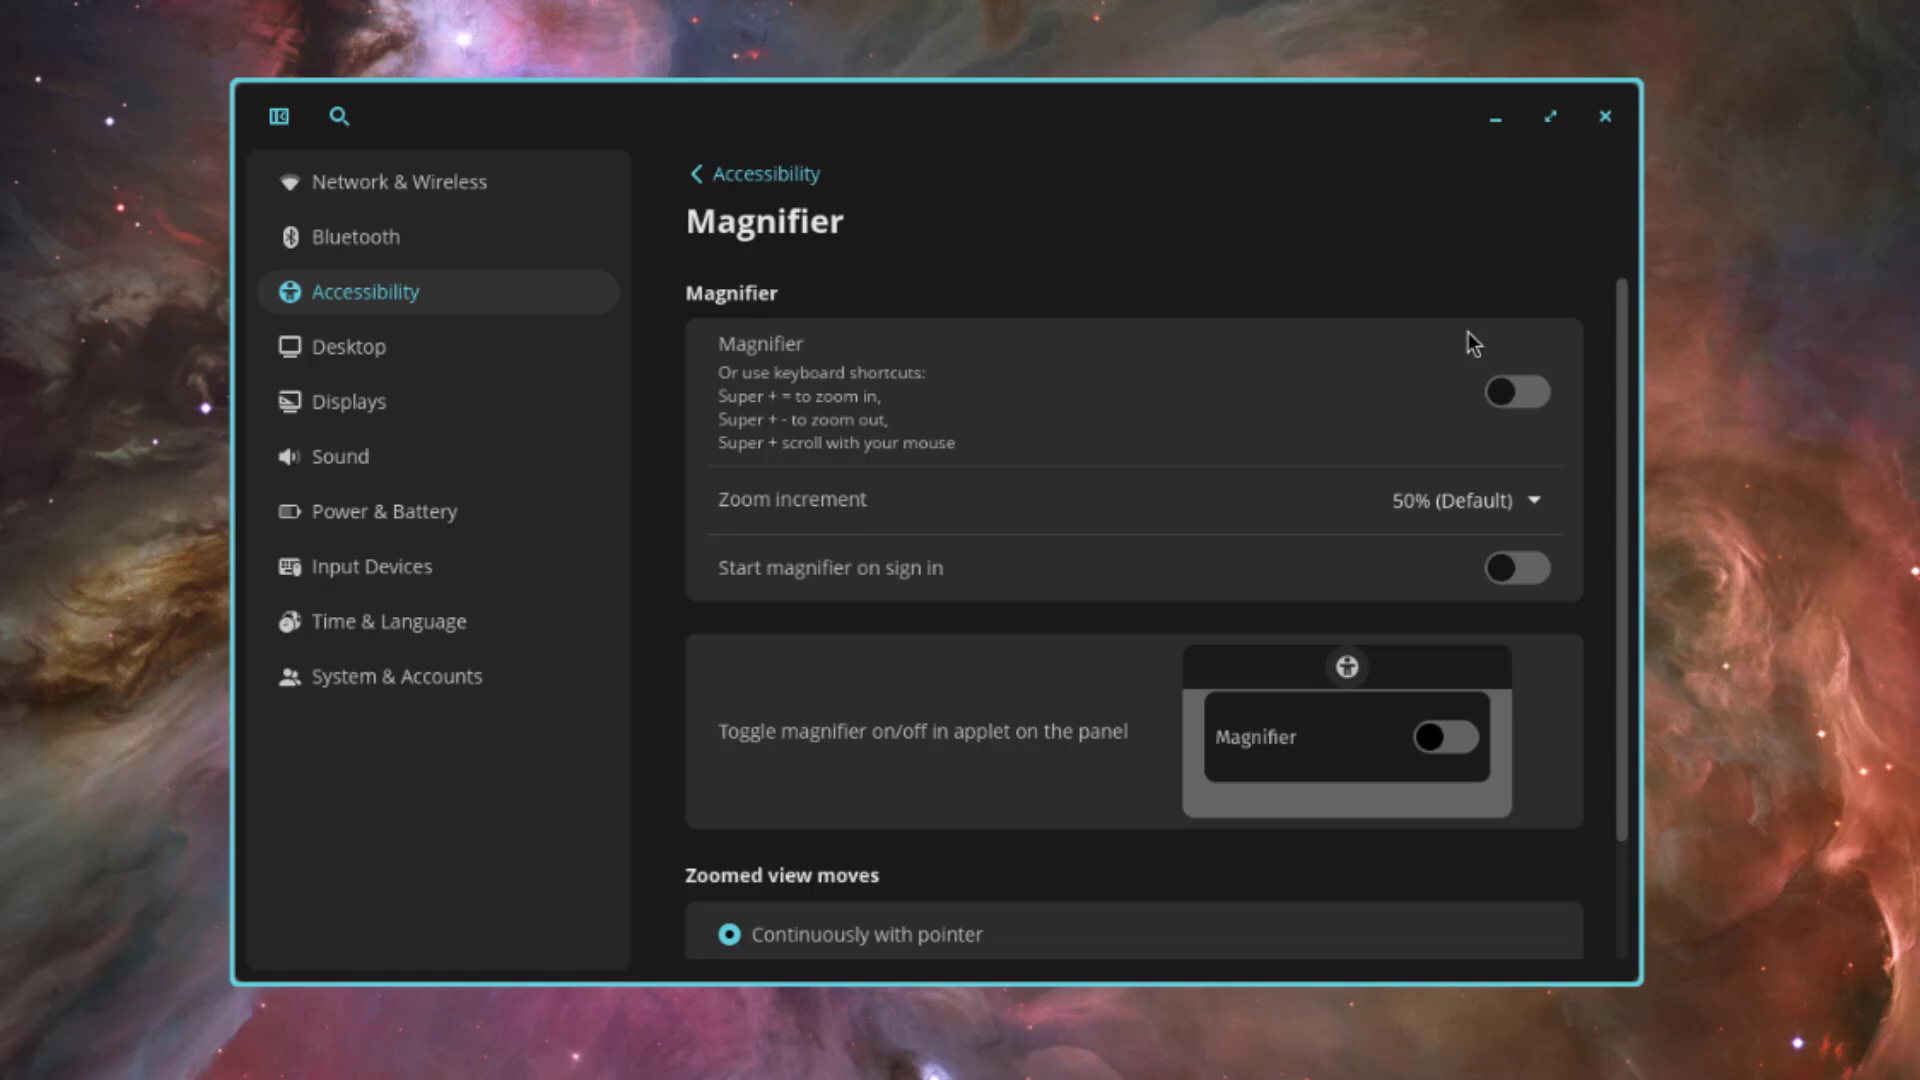 Network & Wireless
Bluetooth
Accessibility
Desktop
Displays
Sound
Power & Battery
Input Devices
Time & Language
System & Accounts
Accessibility
Magnifier
Magnifier
Magnifier
Or use keyboard shortcuts:
Super + = to zoom in,
Super + - to zoom out,
Super + scroll with your mouse
Zoom increment
50% (Default)
Start magnifier on sign in
Toggle magnifier on/off in applet on the panel
Magnifier
Zoomed view moves
Continuously with pointer